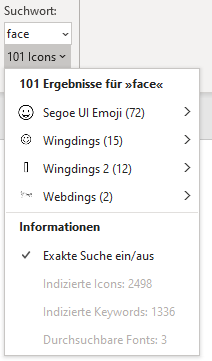 Suchwort:
face
101 Icons
101 Ergebnisse für »face«
Segoe UI Emoji (72)
Wingdings (15)
Wingdings 2 (12)
Webdings (2)
Informationen
Exakte Suche ein/aus
Indizierte Icons: 2498
Indizierte Keywords: 1336
Durchsuchbare Fonts: 3